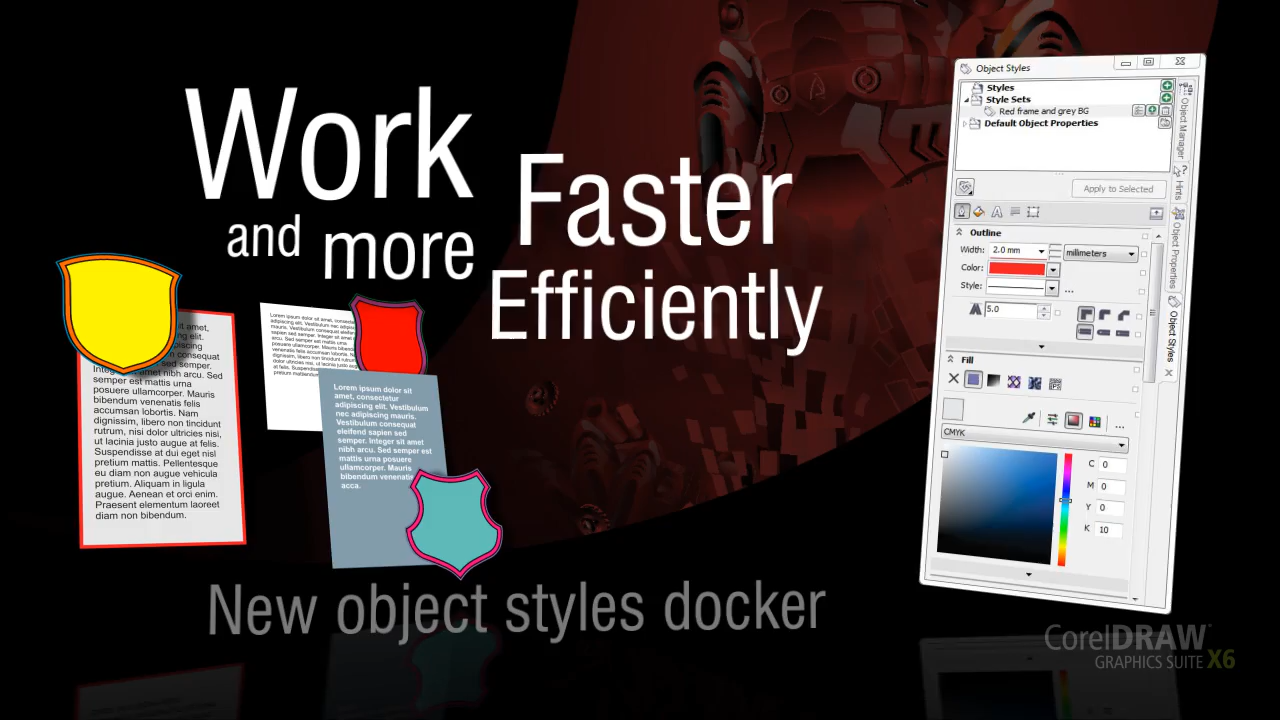 Work
Faster
and more
Efficiently
sit amet,
elit.
consequat
sed semper.
accumsan lobortis. Nam
posuere ullamcorper. Mauris
bibendum venenatis felis
semper est mattis urna
dignissim, libero non tincidunt
rutrum, nisi dolor ultricies nisi,
ut lacinia justo augue at felis.
Suspendisse at dui eget nisl
pretium mattis. Pellentesque
eu diam non augue vehicula
pretium. Aliquam in ligula
augue. Aenean et orci enim.
Praesent elementum laoreet
diam non bibendum.
Lorem ipsum dolor sit
amet, consectetur
adipiscing elit. Vestibulum
nec adipiscing mauris.
Vestibulum consequat
eleifend sapien sed
semper. Integer sit amet
nibh arcu. Sed semper est
mattis urna posuere
ullamcorper. Mauris
bibendum venenatis
acca.
New object styles docker
Object Styles
Styles
Style Sets
Red frame and grey BG
Default Object Properties
Apply to Selected
Outline
Width: 2.0 mm millimeters
Color:
Style:
5.0
Fill
CMYK
C 0
M 0
Y 0
K 10
Object Manager
Hints
Object Properties
Object Styles
CorelDRAW
GRAPHICS SUITE X6